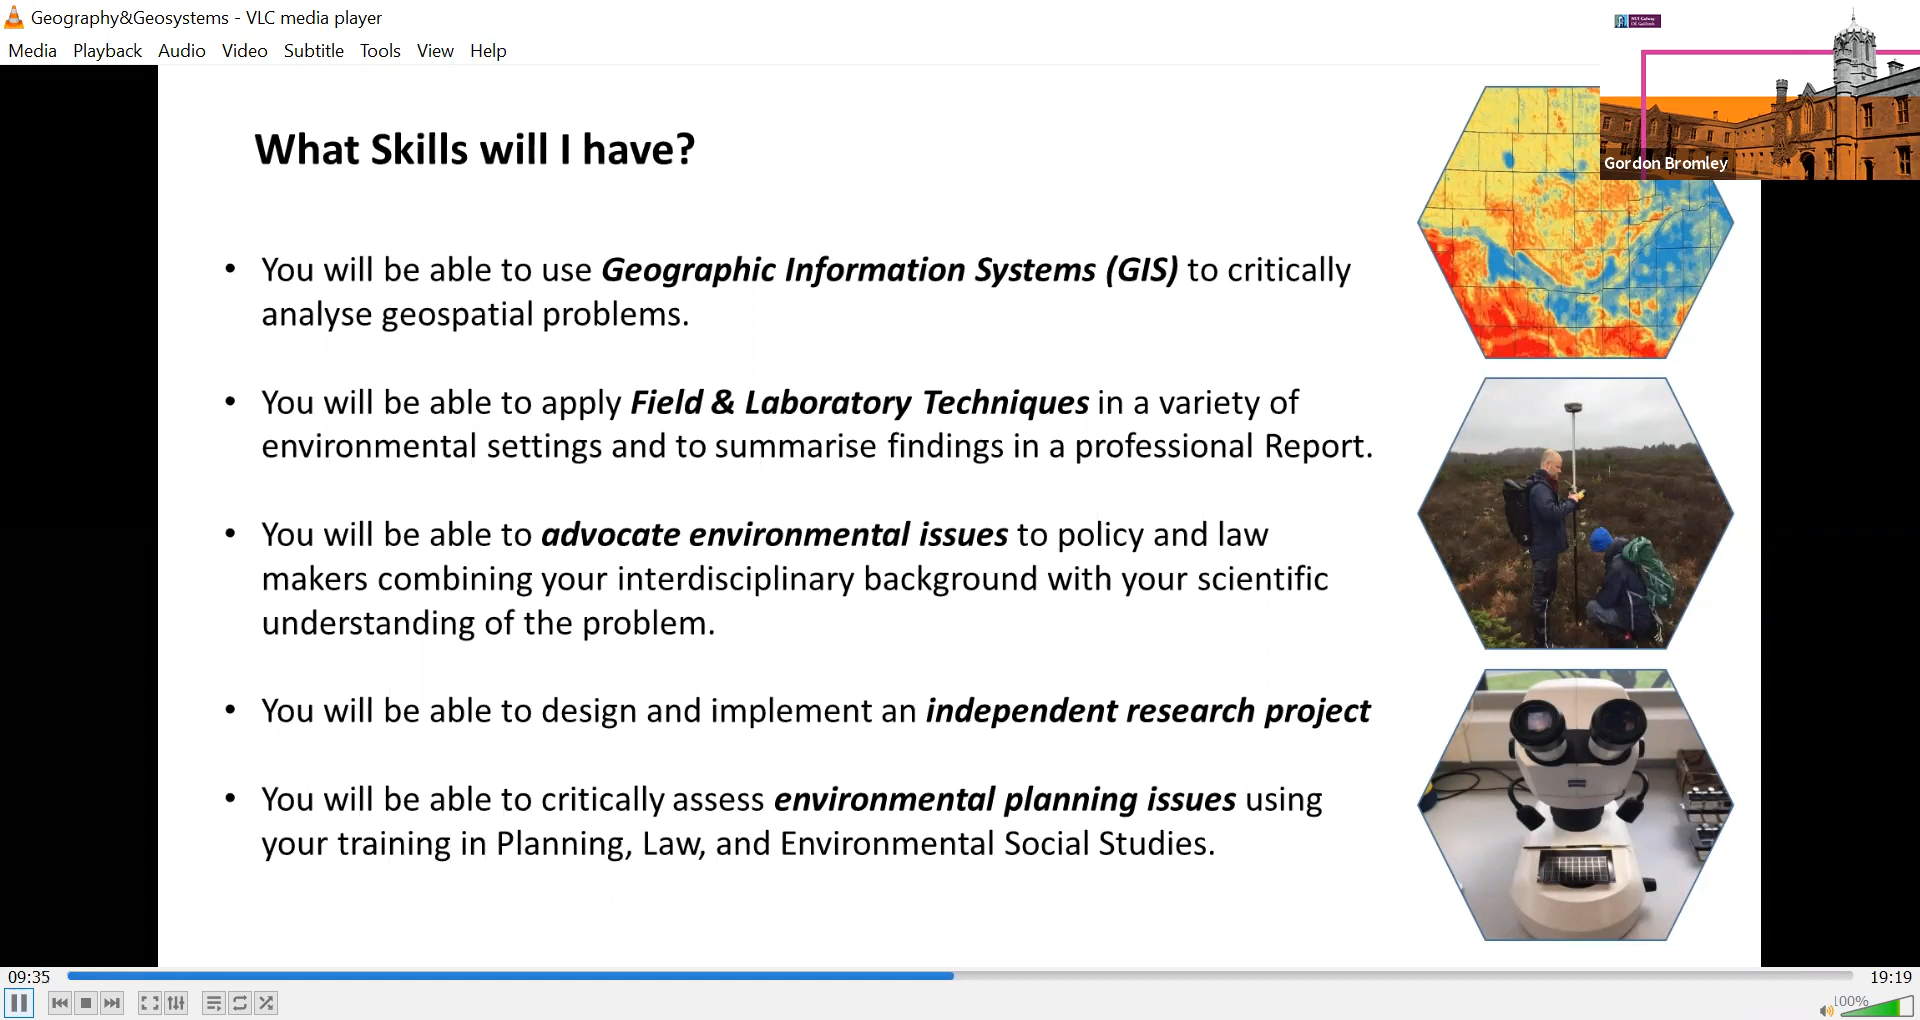 Geography&Geosystems - VLC media player
Media Playback Audio Video Subtitle Tools View Help
NUI Galway
OÉ Gaillimh
Gordon Bromley
What Skills will I have?
• You will be able to use Geographic Information Systems (GIS) to critically
analyse geospatial problems.
• You will be able to apply Field & Laboratory Techniques in a variety of
environmental settings and to summarise findings in a professional Report.
• You will be able to advocate environmental issues to policy and law
makers combining your interdisciplinary background with your scientific
understanding of the problem.
• You will be able to design and implement an independent research project
• You will be able to critically assess environmental planning issues using
your training in Planning, Law, and Environmental Social Studies.
09:35 19:19
100%